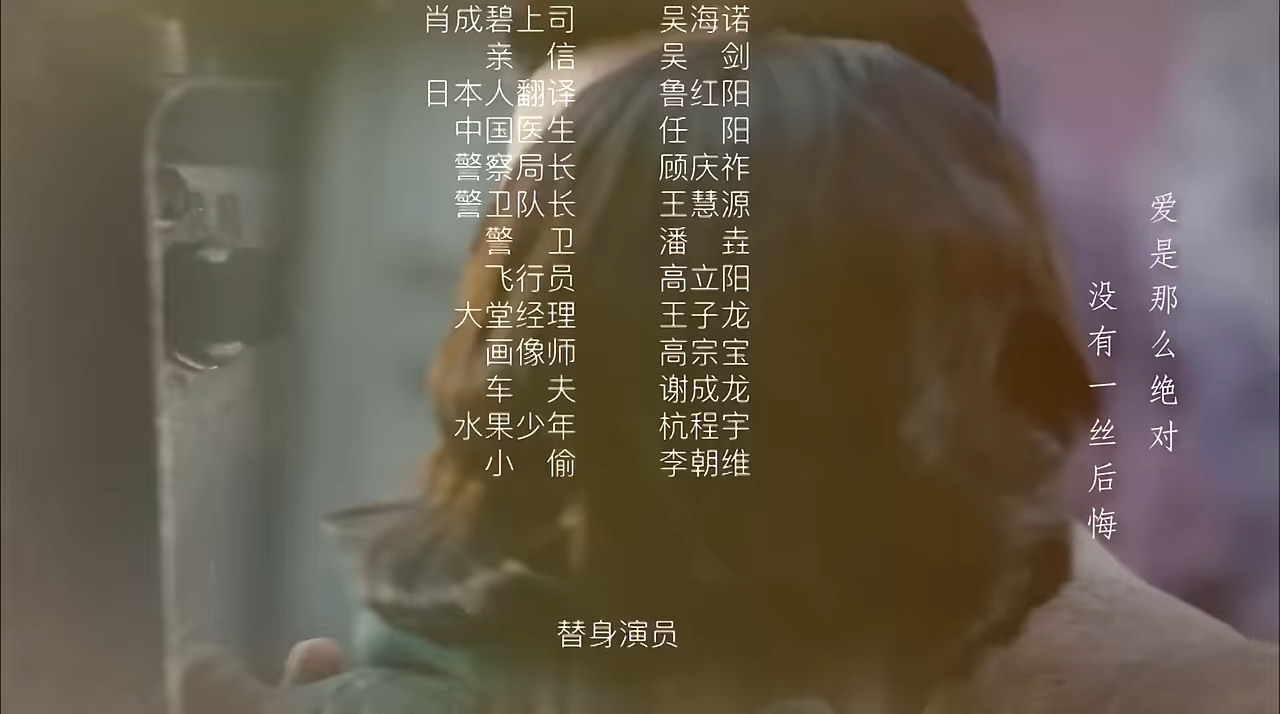 肖成碧上司 吴海诺
亲 信 吴 剑
日本人翻译 鲁红阳
中国医生 任 阳
警察局长 顾庆祚
警卫队长 王慧源
警 卫 潘 垚
飞行员 高立阳
大堂经理 王子龙
画像师 高宗宝
车 夫 谢成龙
水果少年 杭程宇
小 偷 李朝维
替身演员
爱是那么绝对
没有一丝后悔